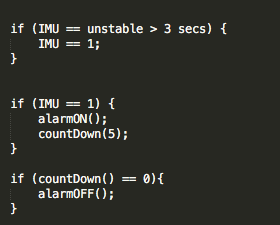 if (IMU == unstable > 3 secs) {
    IMU == 1;
}
if (IMU == 1) {
    alarmON();
    countDown(5);
}
if (countDown() == 0){
    alarmOFF();
}